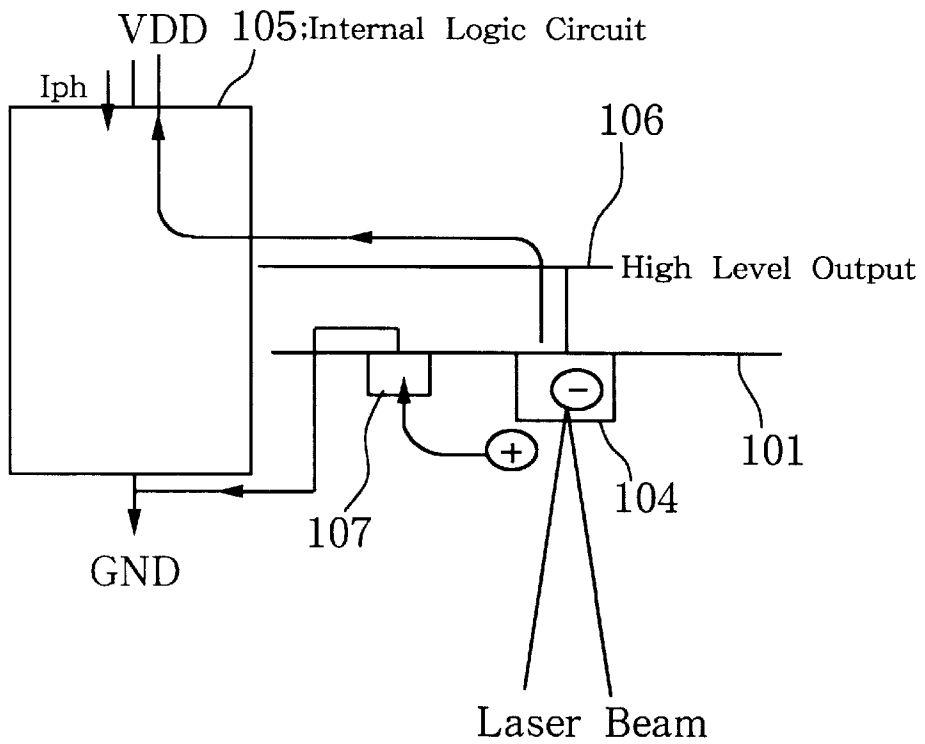 VDD 105;Internal Logic Circuit
Iph
106
High Level Output
−
+
101
104
107
GND
Laser Beam